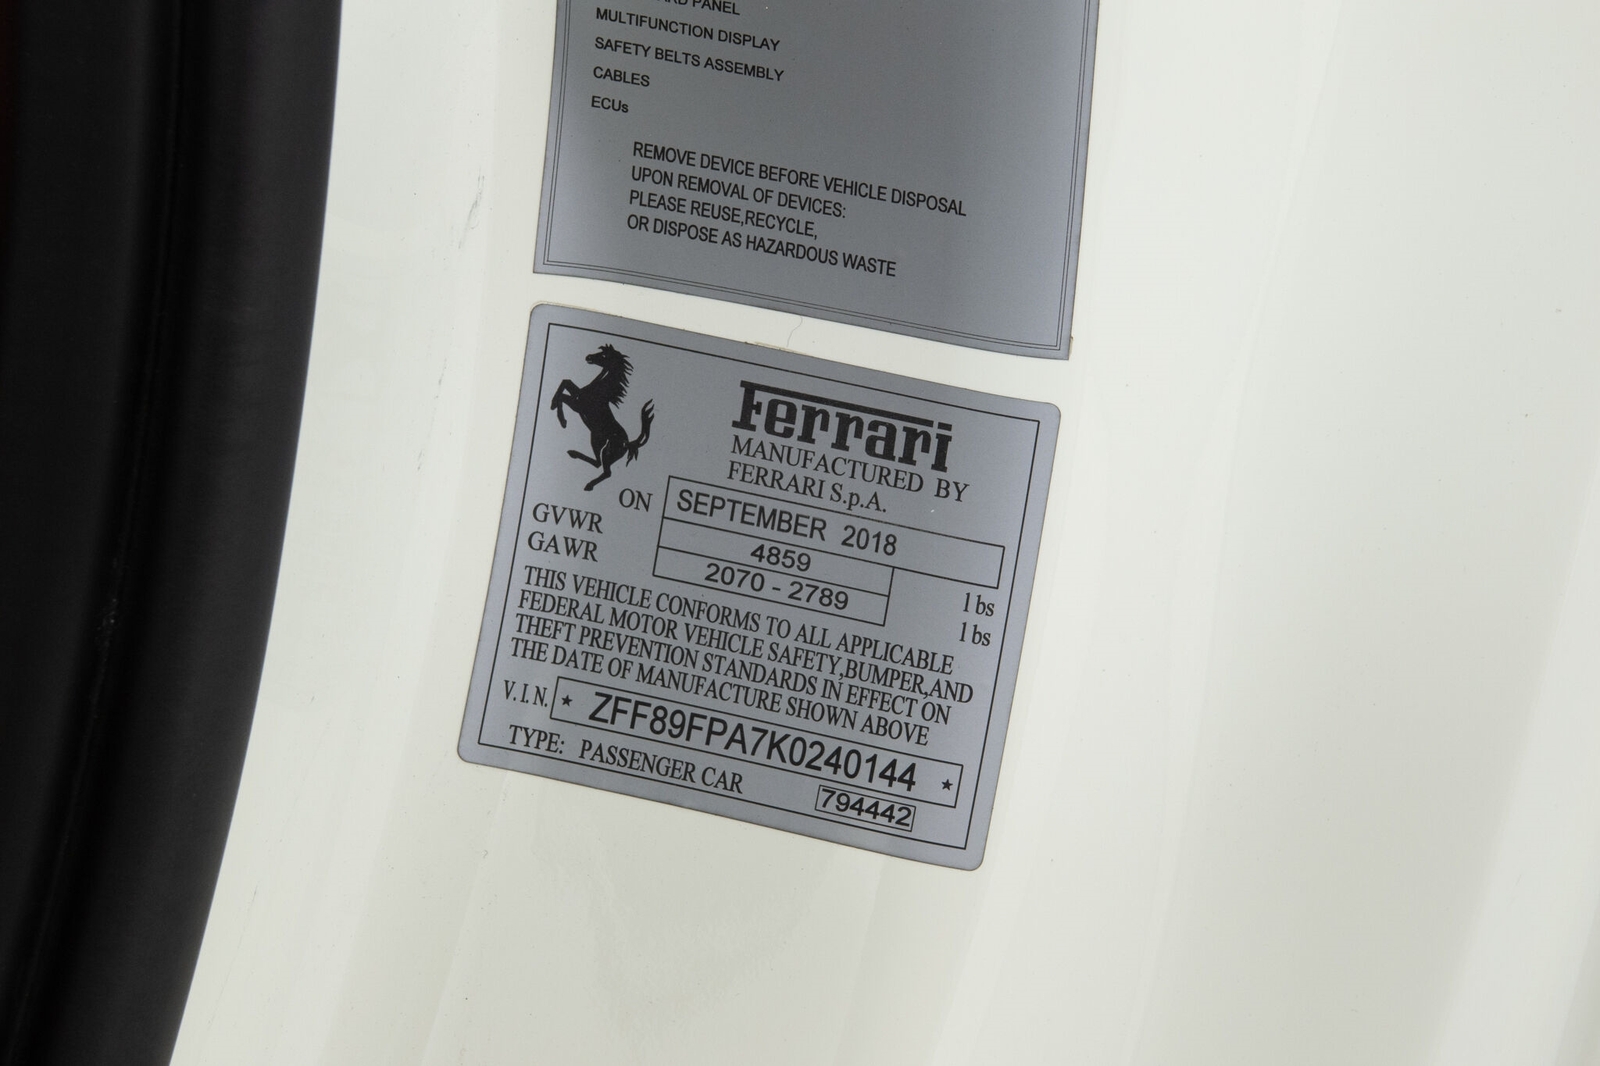 PANEL
MULTIFUNCTION DISPLAY
SAFETY BELTS ASSEMBLY
CABLES
ECUs
REMOVE DEVICE BEFORE VEHICLE DISPOSAL
UPON REMOVAL OF DEVICES:
PLEASE REUSE,RECYCLE,
OR DISPOSE AS HAZARDOUS WASTE
Ferrari
MANUFACTURED BY
FERRARI S.p.A.
ON SEPTEMBER 2018
GVWR 4859 lbs
GAWR 2070 - 2789 lbs
THIS VEHICLE CONFORMS TO ALL APPLICABLE
FEDERAL MOTOR VEHICLE SAFETY,BUMPER,AND
THEFT PREVENTION STANDARDS IN EFFECT ON
THE DATE OF MANUFACTURE SHOWN ABOVE
V.I.N. * ZFF89FPA7K0240144 *
TYPE: PASSENGER CAR 794442